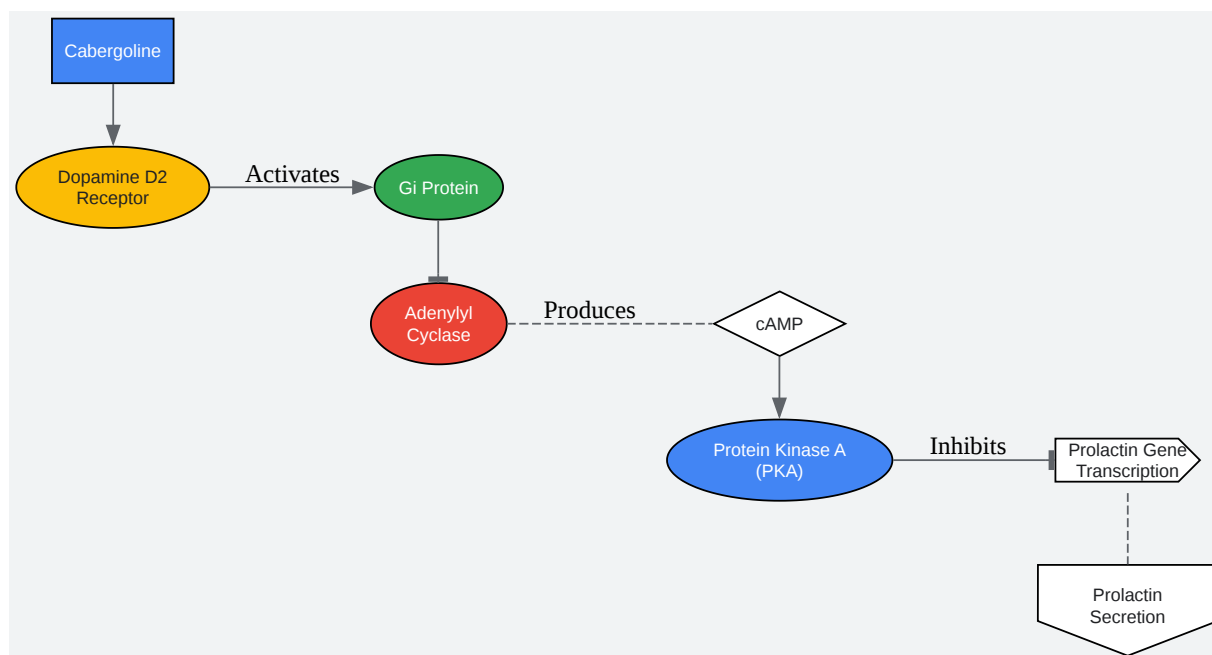 Cabergoline
Dopamine D2
Receptor
Activates
Gi Protein
Adenylyl
Cyclase
Produces
cAMP
Protein Kinase A
(PKA)
Inhibits
Prolactin Gene
Transcription
Prolactin
Secretion